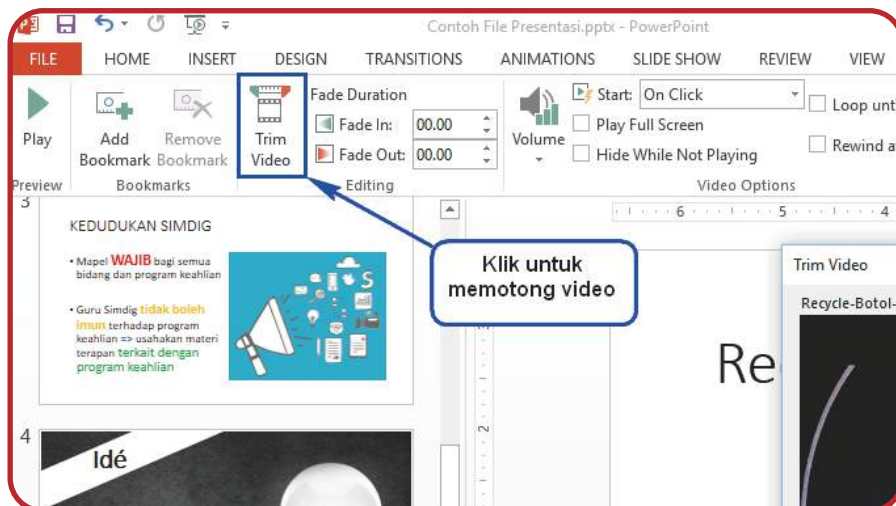 Contoh File Presentasi.pptx - PowerPoint
FILE HOME INSERT DESIGN TRANSITIONS ANIMATIONS SLIDE SHOW REVIEW VIEW
Play
Add Bookmark
Remove Bookmark
Trim Video
Fade Duration
Fade In: 00.00
Fade Out: 00.00
Volume
Start: On Click
Play Full Screen
Hide While Not Playing
Loop unt
Rewind a
Preview Bookmarks Editing Video Options
3
KEDUDUKAN SIMDIG
• Mapel WAJIB bagi semua
bidang dan program keahlian
• Guru Simdig tidak boleh
imun terhadap program
keahlian => usahakan materi
terapan terkait dengan
program keahlian
4
Idé
Klik untuk
memotong video
6 5 4
2
Trim Video
Recycle-Botol-
Re